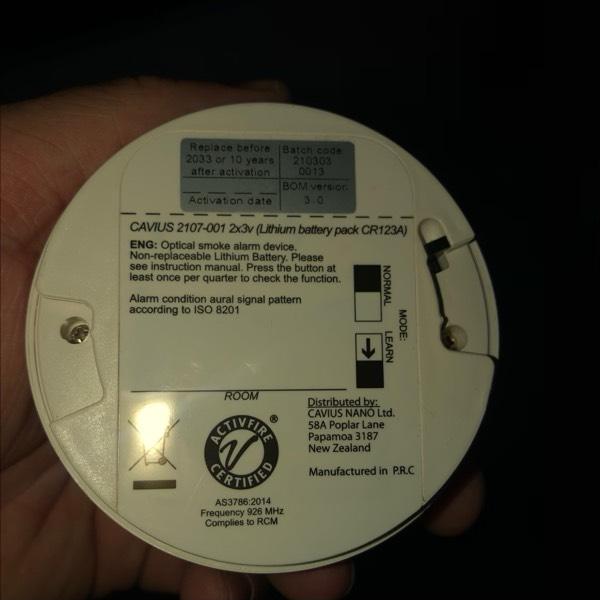 Replace before
2033 or 10 years
after activation
Activation date
Batch code
210303
0013
BOM version
3.0
CAVIUS 2107-001 2x3v (Lithium battery pack CR123A)
ENG: Optical smoke alarm device.
Non-replaceable Lithium Battery. Please
see instruction manual. Press the button at
least once per quarter to check the function.
Alarm condition aural signal pattern
according to ISO 8201
NORMAL
MODE:
LEARN
ROOM
ACTIVFIRE®
CERTIFIED
Distributed by:
CAVIUS NANO Ltd.
58A Poplar Lane
Papamoa 3187
New Zealand
Manufactured in P.R.C
AS3786:2014
Frequency 926 MHz
Complies to RCM